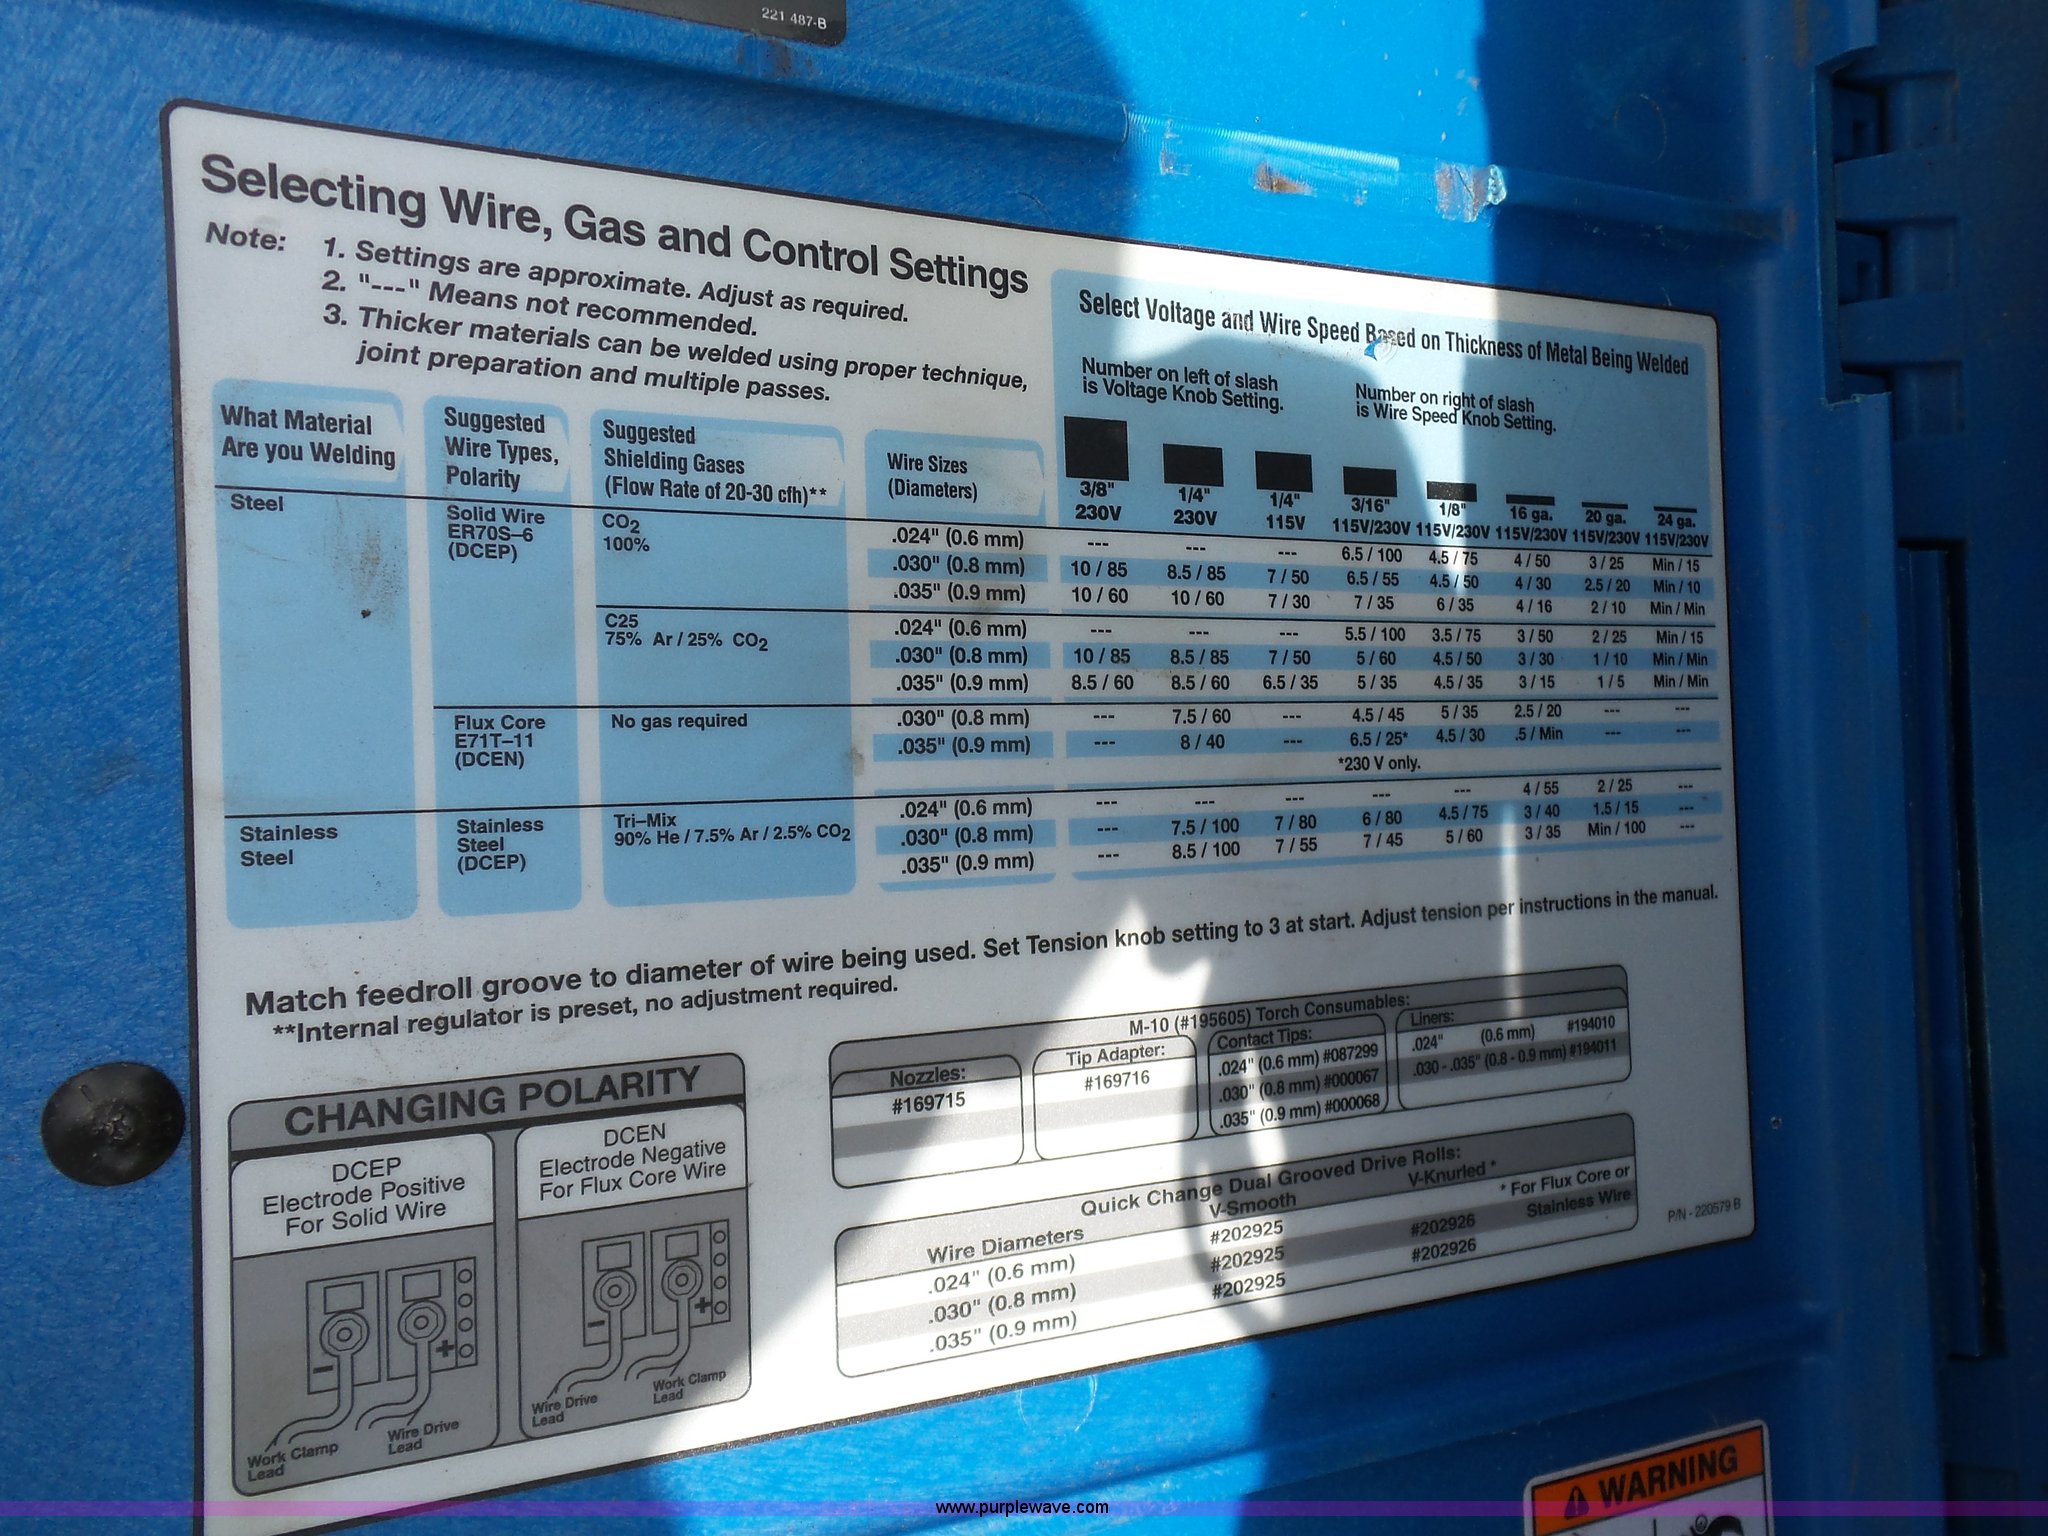 221 487-B
Selecting Wire, Gas and Control Settings
Note: 1. Settings are approximate. Adjust as required.
2. "---" Means not recommended.
3. Thicker materials can be welded using proper technique,
joint preparation and multiple passes.
Select Voltage and Wire Speed Based on Thickness of Metal Being Welded
Number on left of slash
is Voltage Knob Setting.
Number on right of slash
is Wire Speed Knob Setting.
What Material
Are you Welding
Suggested
Wire Types,
Polarity
Suggested
Shielding Gases
(Flow Rate of 20-30 cfh)**
Wire Sizes
(Diameters)
3/8" 1/4" 1/4" 3/16" 1/8" 16 ga. 20 ga. 24 ga.
230V 230V 115V 115V/230V 115V/230V 115V/230V 115V/230V 115V/230V
Steel
Solid Wire
ER70S–6
(DCEP)
CO2
100%
.024" (0.6 mm) --- --- --- 6.5 / 100 4.5 / 75 4 / 50 3 / 25 Min / 15
.030" (0.8 mm) 10 / 85 8.5 / 85 7 / 50 6.5 / 55 4.5 / 50 4 / 30 2.5 / 20 Min / 10
.035" (0.9 mm) 10 / 60 10 / 60 7 / 30 7 / 35 6 / 35 4 / 16 2 / 10 Min / Min
C25
75% Ar / 25% CO2
.024" (0.6 mm) --- --- --- 5.5 / 100 3.5 / 75 3 / 50 2 / 25 Min / 15
.030" (0.8 mm) 10 / 85 8.5 / 85 7 / 50 5 / 60 4.5 / 50 3 / 30 1 / 10 Min / Min
.035" (0.9 mm) 8.5 / 60 8.5 / 60 6.5 / 35 5 / 35 4.5 / 35 3 / 15 1 / 5 Min / Min
Flux Core
E71T–11
(DCEN)
No gas required
.030" (0.8 mm) --- 7.5 / 60 --- 4.5 / 45 5 / 35 2.5 / 20 --- ---
.035" (0.9 mm) --- 8 / 40 --- 6.5 / 25* 4.5 / 30 .5 / Min --- ---
*230 V only.
Stainless
Steel
Stainless
Steel
(DCEP)
Tri–Mix
90% He / 7.5% Ar / 2.5% CO2
.024" (0.6 mm) --- --- --- --- --- 4 / 55 2 / 25 ---
.030" (0.8 mm) --- 7.5 / 100 7 / 80 6 / 80 4.5 / 75 3 / 40 1.5 / 15 ---
.035" (0.9 mm) --- 8.5 / 100 7 / 55 7 / 45 5 / 60 3 / 35 Min / 100 ---
Match feedroll groove to diameter of wire being used. Set Tension knob setting to 3 at start. Adjust tension per instructions in the manual.
**Internal regulator is preset, no adjustment required.
CHANGING POLARITY
DCEP
Electrode Positive
For Solid Wire
- +
Work Clamp
Lead
Wire Drive
Lead
DCEN
Electrode Negative
For Flux Core Wire
- +
Wire Drive
Lead
Work Clamp
Lead
M-10 (#195605) Torch Consumables:
Nozzles:
#169715
Tip Adapter:
#169716
Contact Tips:
.024" (0.6 mm) #087299
.030" (0.8 mm) #000067
.035" (0.9 mm) #000068
Liners:
.024" (0.6 mm) #194010
.030 - .035" (0.8 - 0.9 mm) #194011
Quick Change Dual Grooved Drive Rolls:
Wire Diameters V-Smooth V-Knurled * * For Flux Core or
Stainless Wire
.024" (0.6 mm) #202925
.030" (0.8 mm) #202925 #202926
.035" (0.9 mm) #202925 #202926
P/N - 220579 B
WARNING
www.purplewave.com